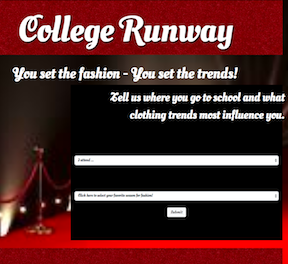 College Runway
You set the fashion - You set the trends!
Tell us where you go to school and what
clothing trends most influence you.
I attend ...
Click here to select your favorite season for fashion!
Submit